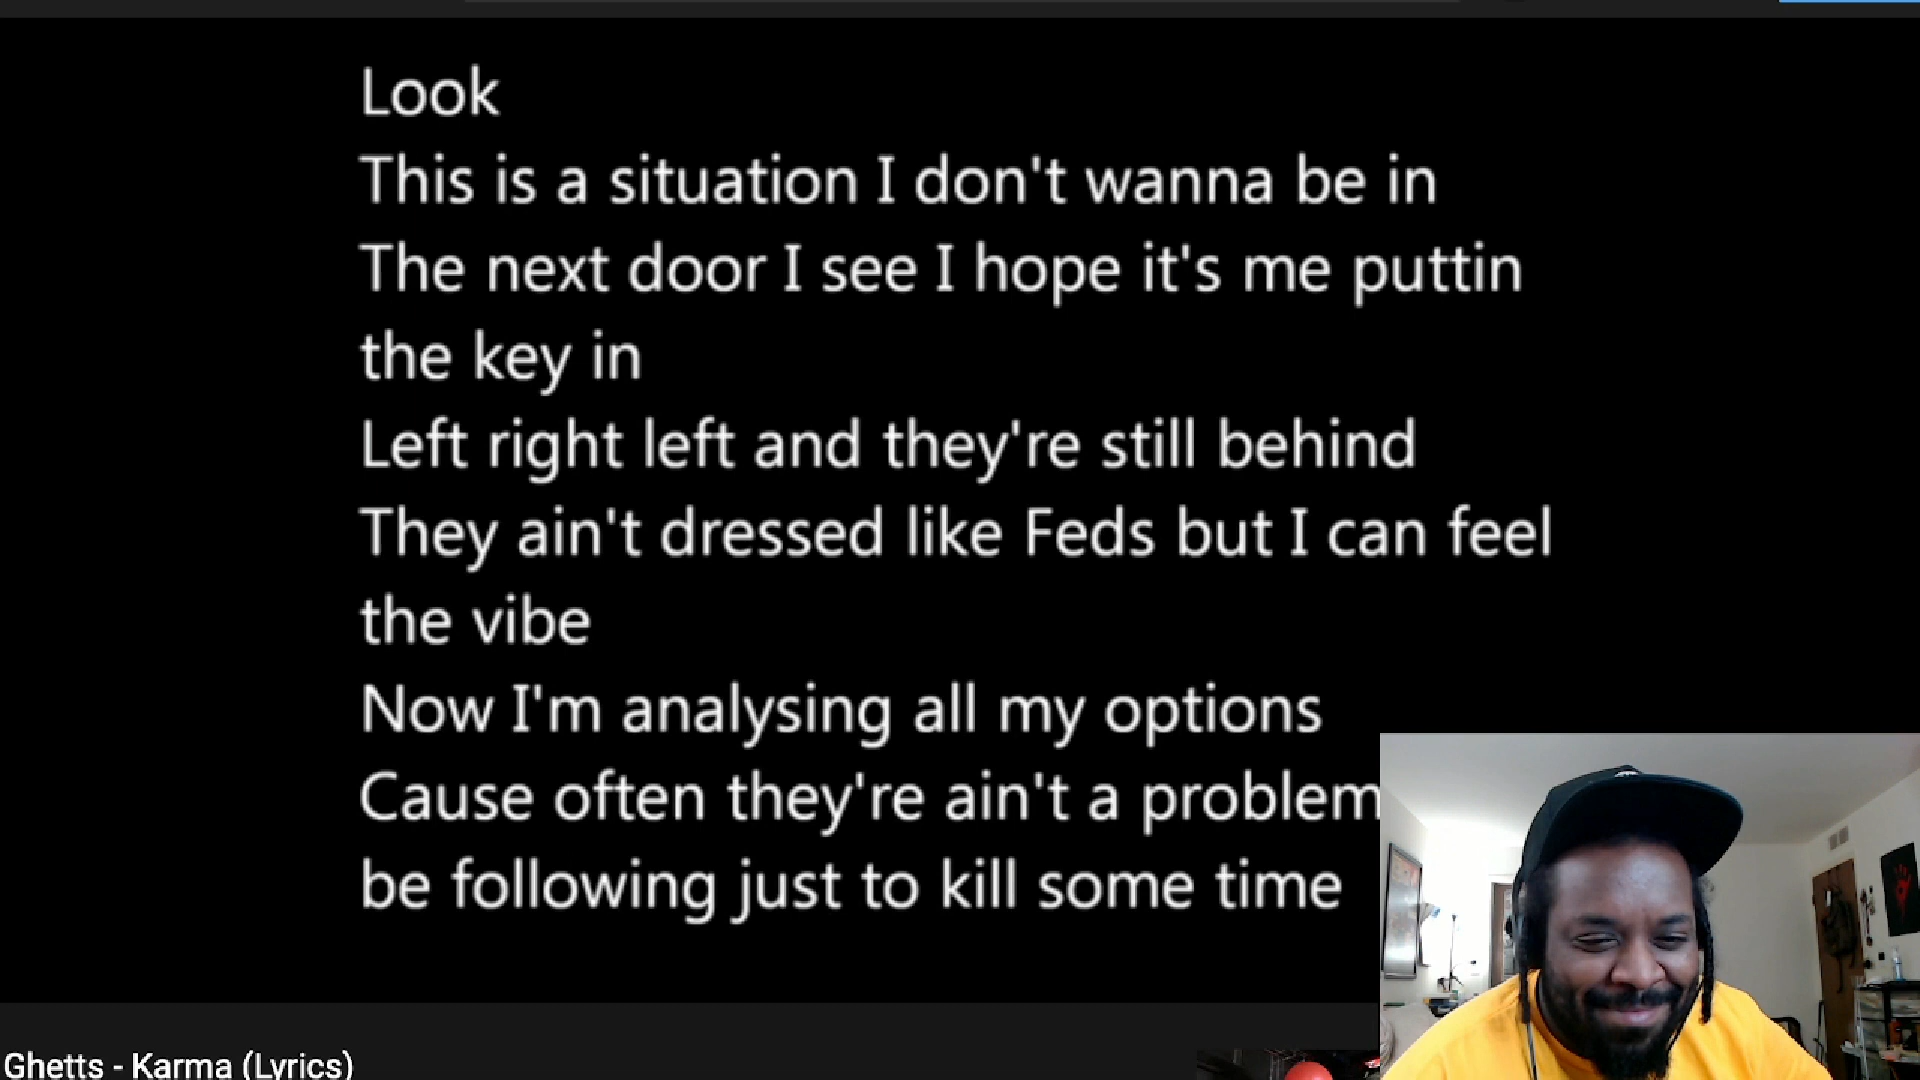 Look
This is a situation I don't wanna be in
The next door I see I hope it's me puttin
the key in
Left right left and they're still behind
They ain't dressed like Feds but I can feel
the vibe
Now I'm analysing all my options
Cause often they're ain't a problem
be following just to kill some time
Ghetts - Karma (Lyrics)